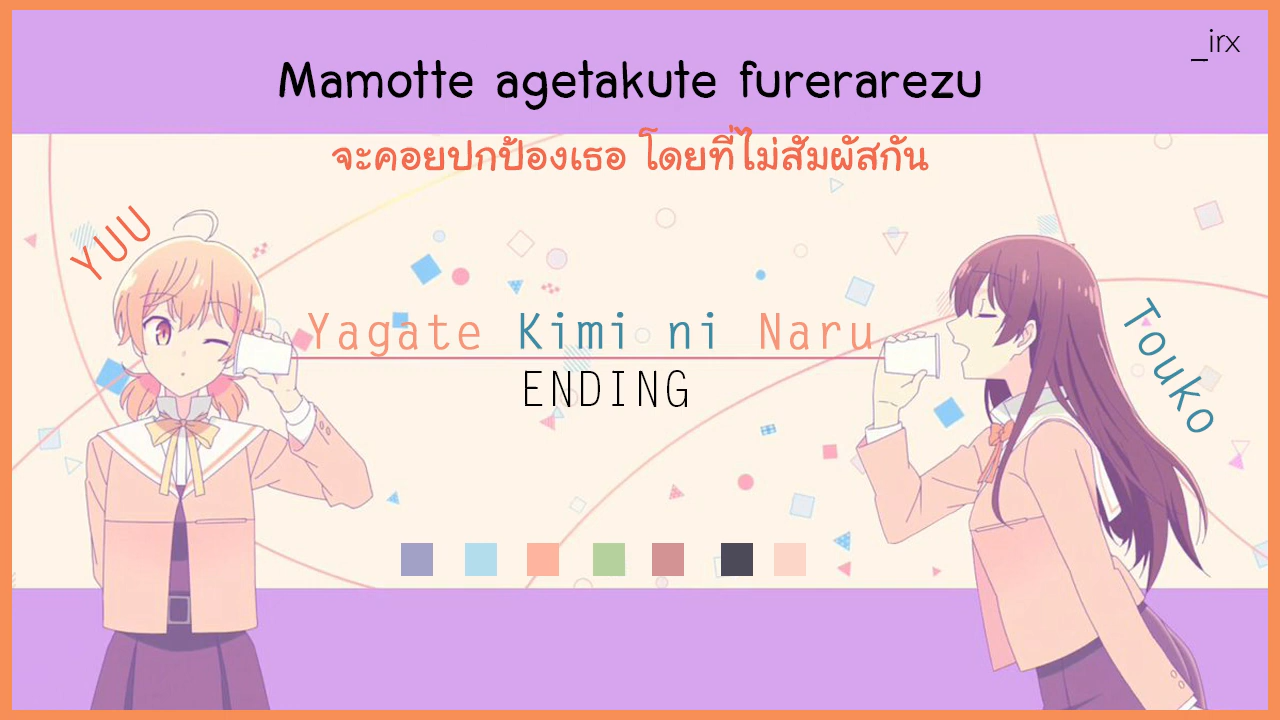 _irx
Mamotte agetakute furerarezu
จะคอยปกป้องเธอ โดยที่ไม่สัมผัสกัน
YUU
Yagate Kimi ni Naru
Touko
ENDING